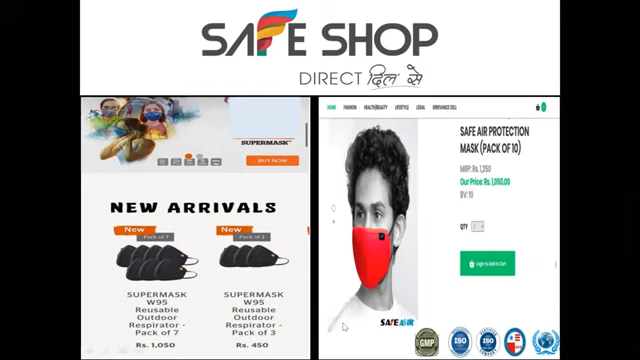 SAFE SHOP
DIRECT दिल से
SUPERMASK
BUY NOW
NEW ARRIVALS
New
Pack of 7
New
Pack of 3
SUPERMASK
W95
Reusable
Outdoor
Respirator -
Pack of 7
Rs. 1,050
SUPERMASK
W95
Reusable
Outdoor
Respirator -
Pack of 3
Rs. 450
HOME FASHION HEALTH/BEAUTY LIFESTYLE LEGAL GRIEVANCE CELL
SAFE AIR PROTECTION
MASK (PACK OF 10)
MRP: Rs. 1,250
Our Price: Rs. 1,050.00
BV: 10
QTY 1
Login to Add to Cart
SAFE AIR
GMP
ISO
ISO